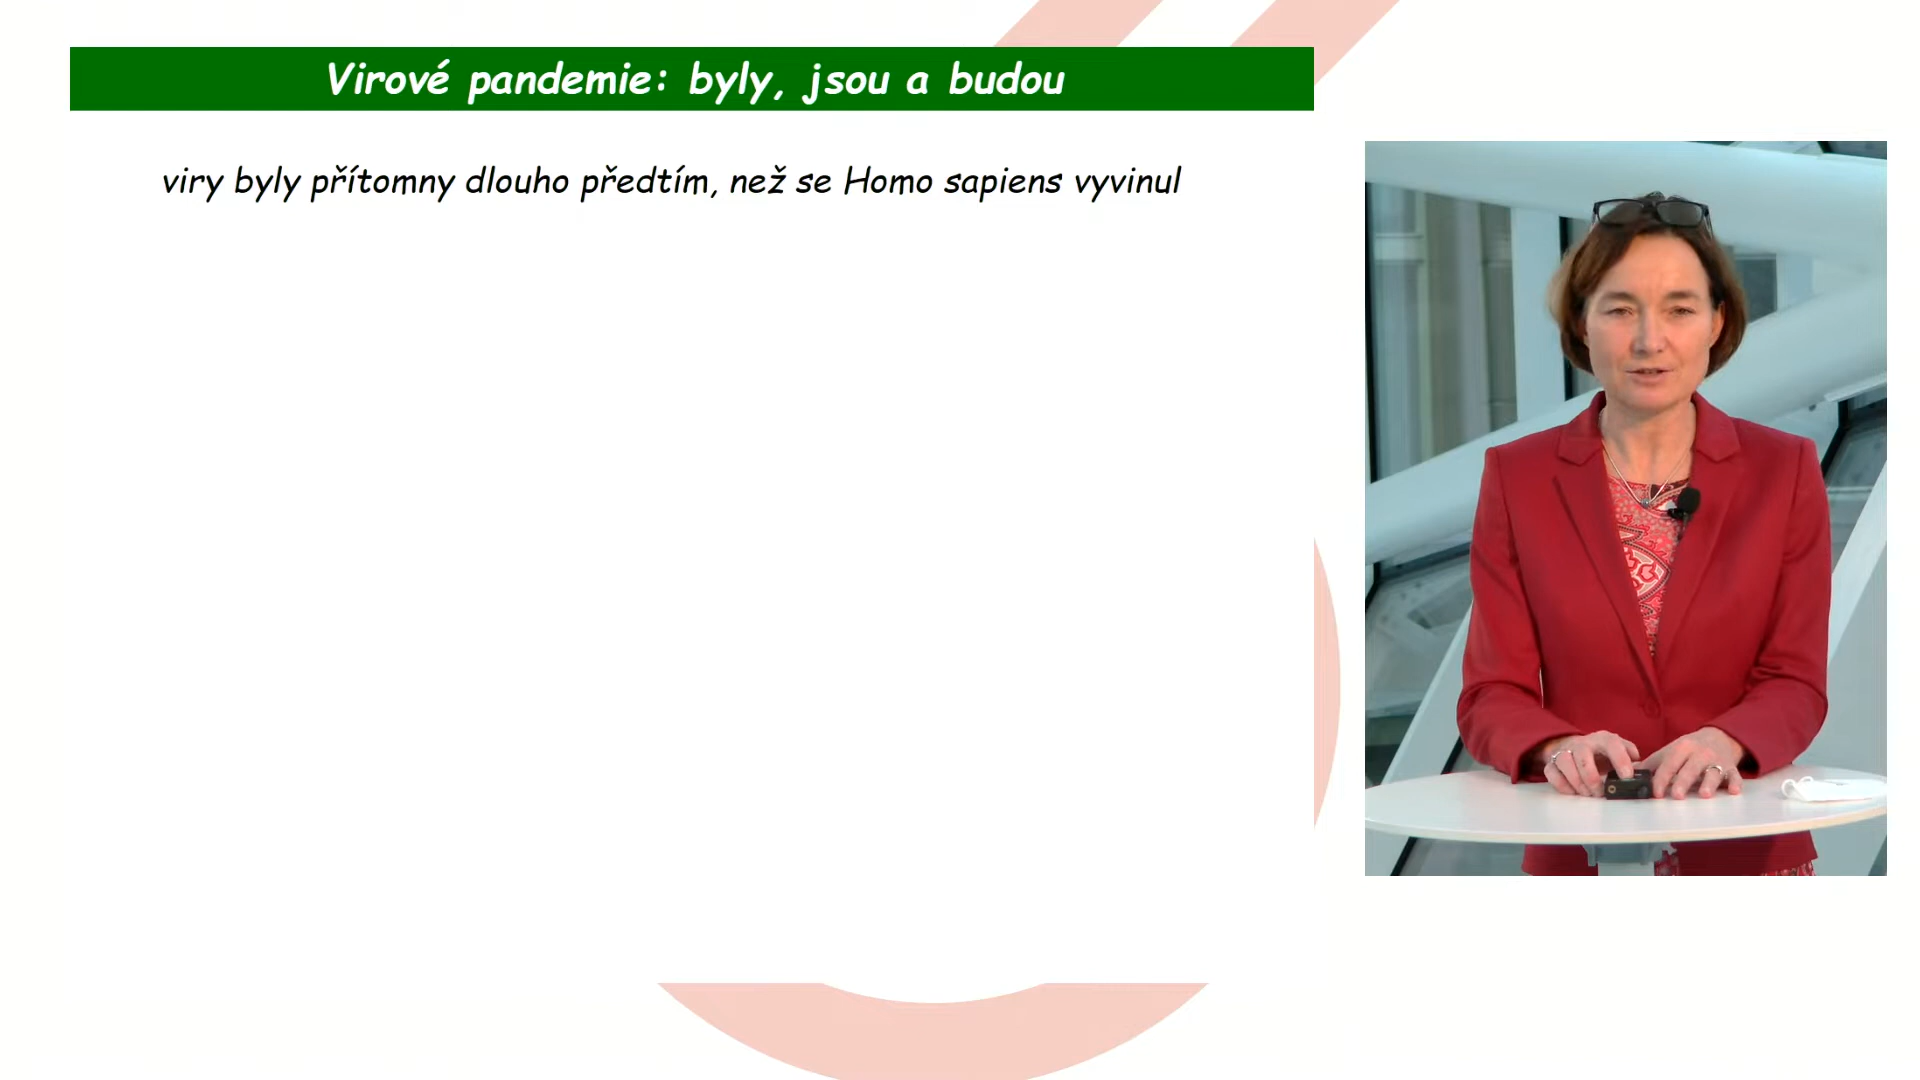 Virové pandemie: byly, jsou a budou
viry byly přítomny dlouho předtím, než se Homo sapiens vyvinul